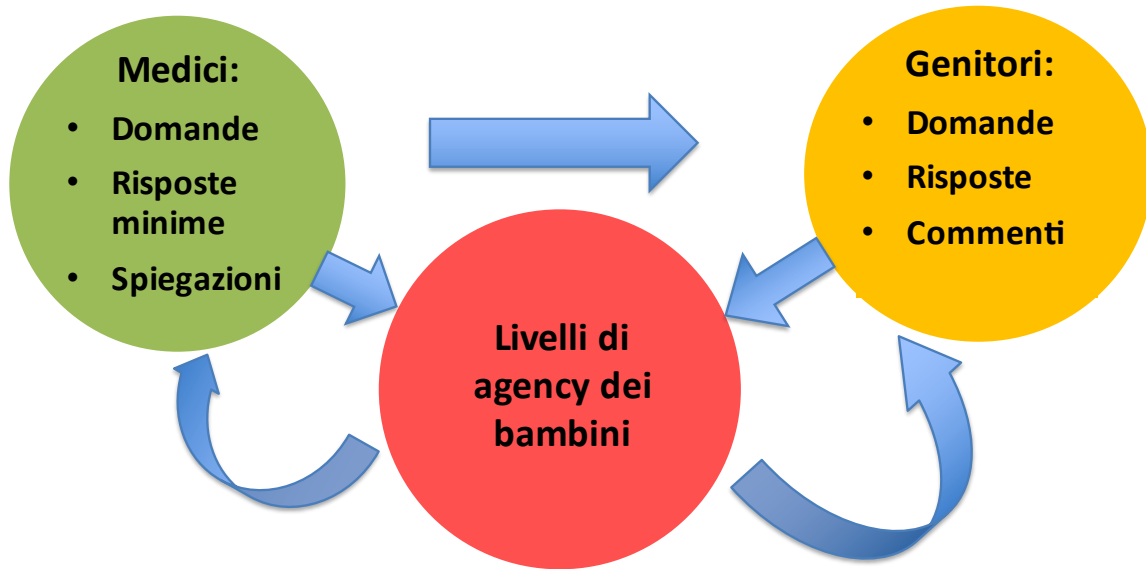 Medici:
• Domande
• Risposte
minime
• Spiegazioni
Genitori:
• Domande
• Risposte
• Commenti
Livelli di
agency dei
bambini